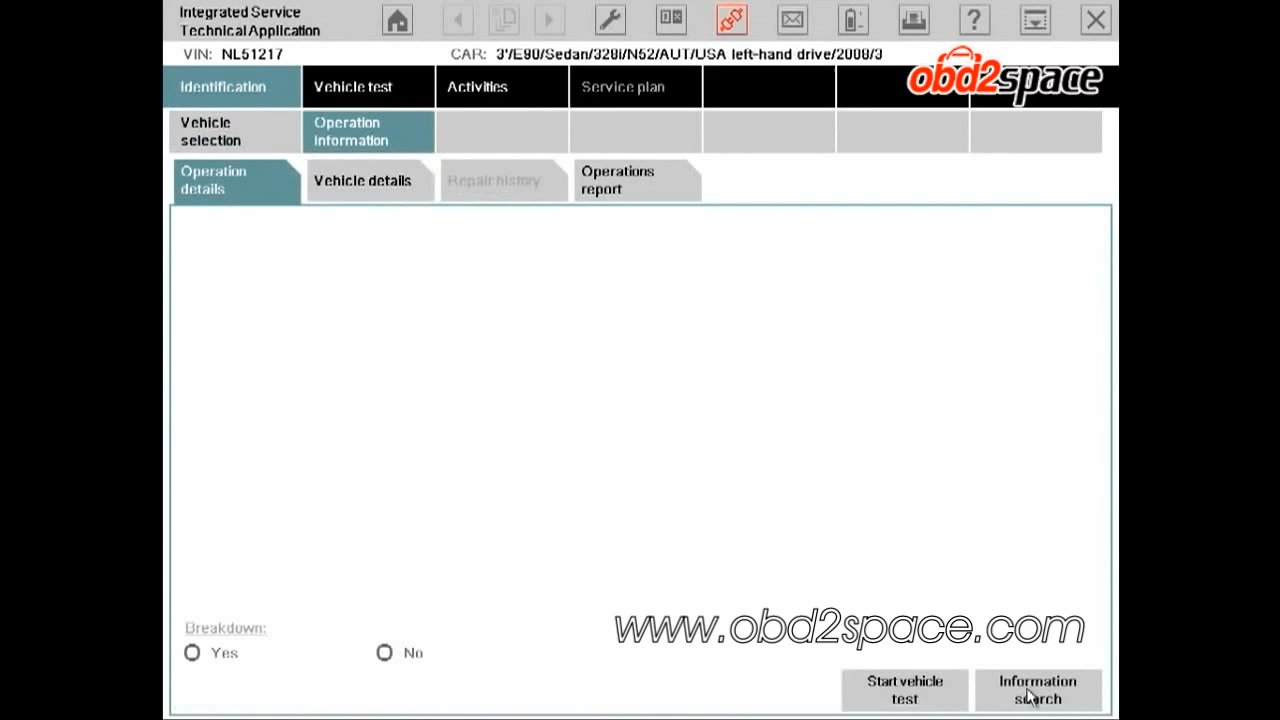 Integrated Service
Technical Application
VIN: NL51217
CAR: 3'/E90/Sedan/328i/N52/AUT/USA left-hand drive/2008/3
obd2space
Identification
Vehicle test
Activities
Service plan
Vehicle
selection
Operation
information
Operation
details
Vehicle details
Repair history
Operations
report
Breakdown:
Yes
No
www.obd2space.com
Start vehicle
test
Information
search